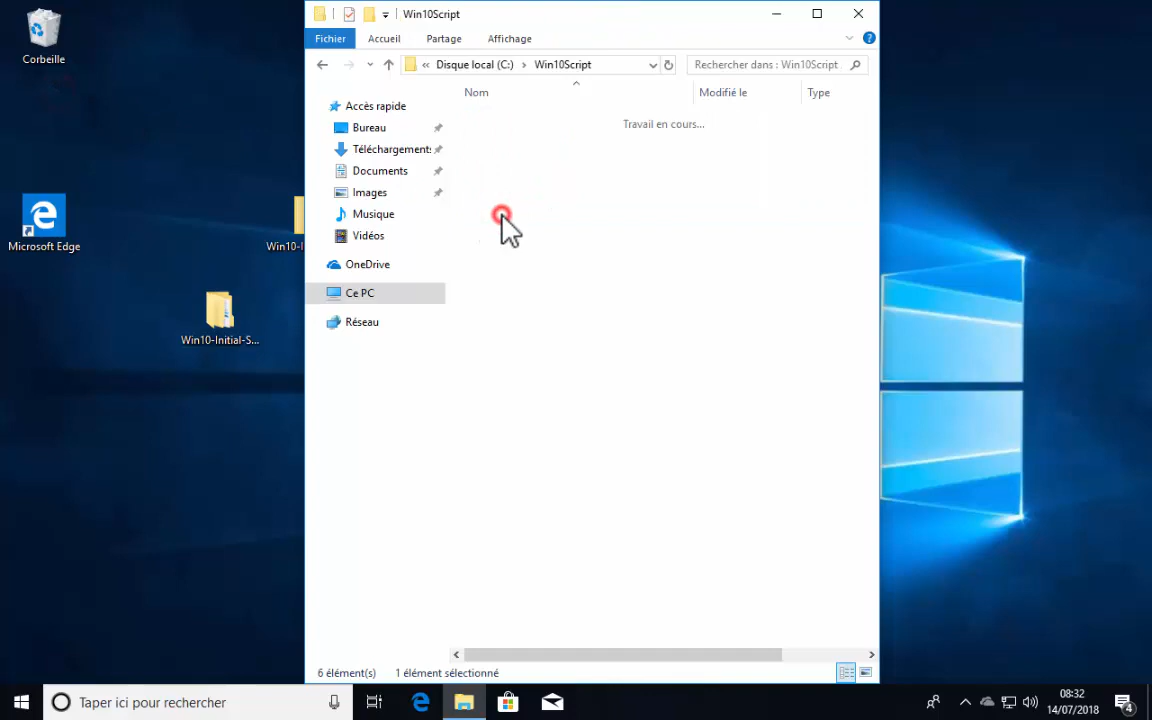 Corbeille
Microsoft Edge
Win10-I
Win10-Initial-S...
Win10Script
Fichier
Accueil
Partage
Affichage
« Disque local (C:) › Win10Script
Rechercher dans : Win10Script
Nom
Modifié le
Type
Travail en cours...
Accès rapide
Bureau
Téléchargements
Documents
Images
Musique
Vidéos
OneDrive
Ce PC
Réseau
6 élément(s)
1 élément sélectionné
Taper ici pour rechercher
08:32
14/07/2018
4